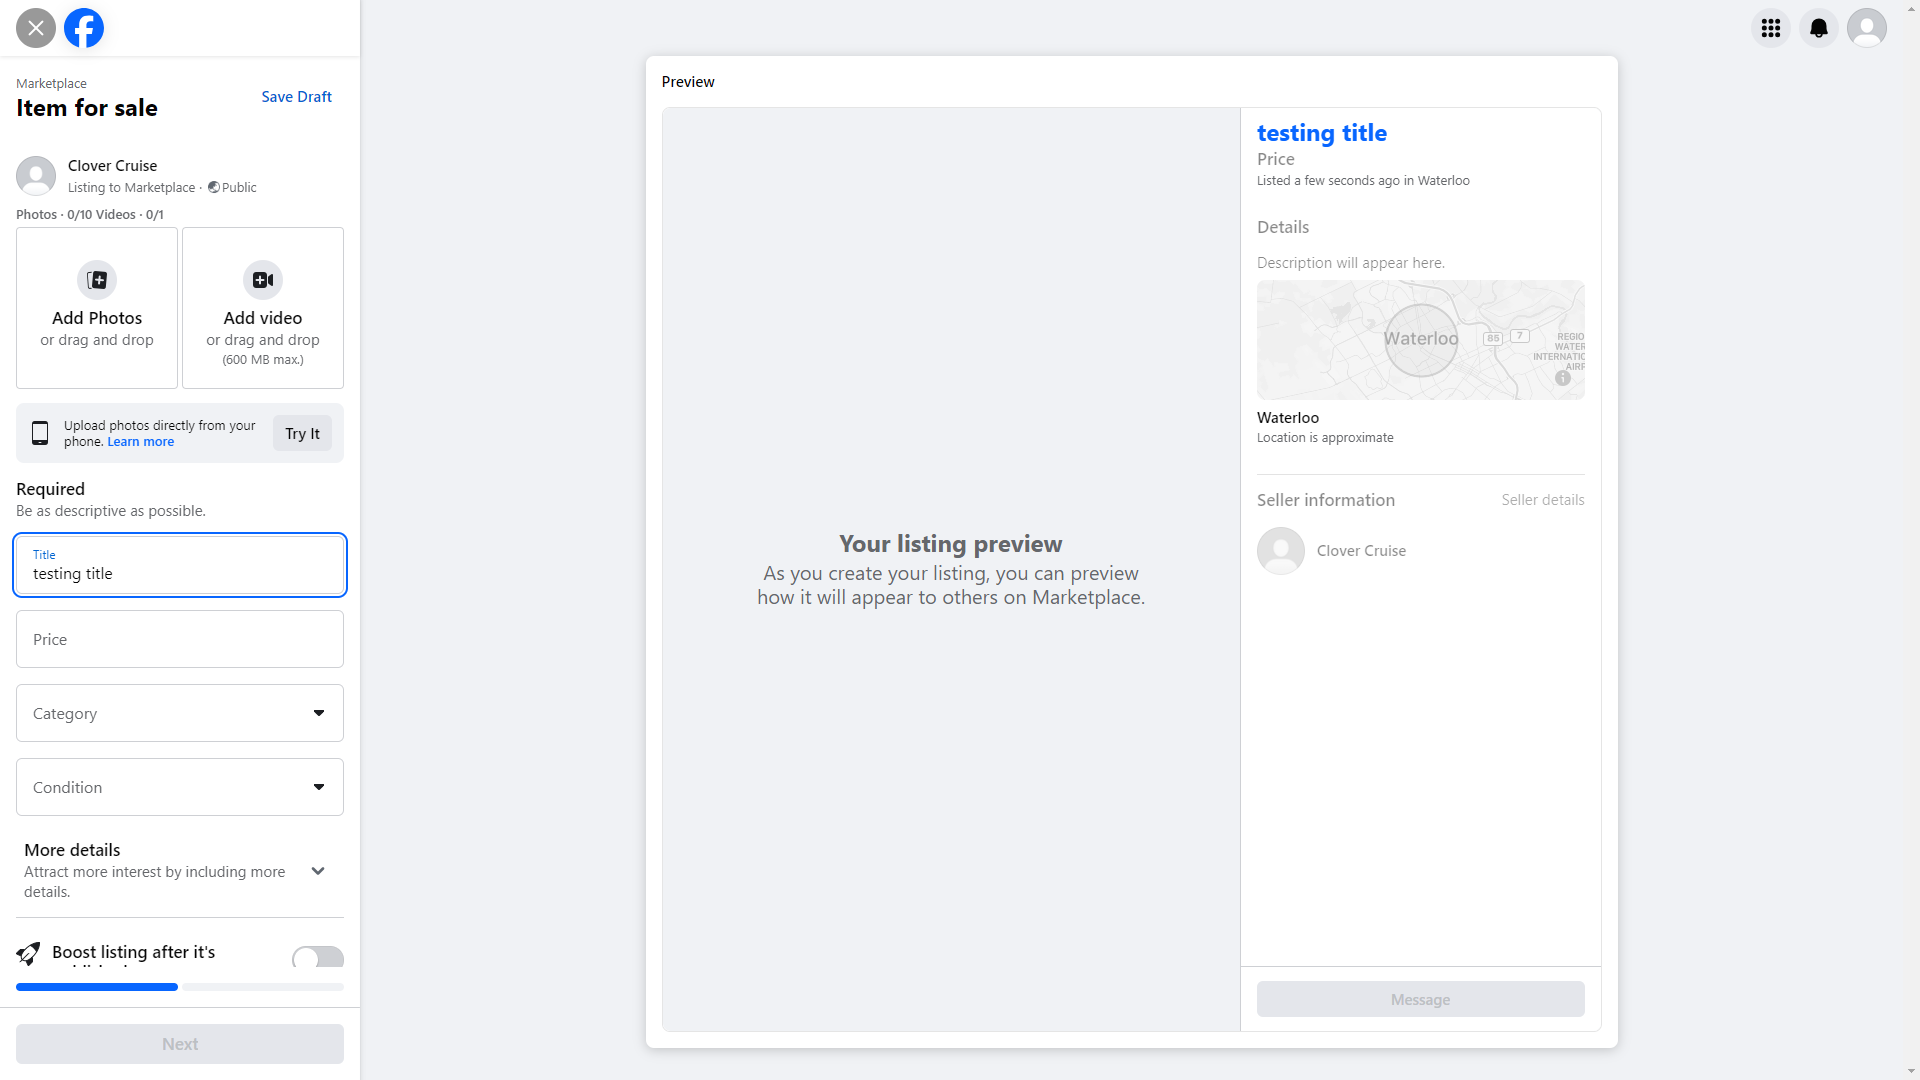 Marketplace
Item for sale
Save Draft
Clover Cruise
Listing to Marketplace · Public
Photos · 0/10 Videos · 0/1
Add Photos
or drag and drop
Add video
or drag and drop
(600 MB max.)
Upload photos directly from your
phone. Learn more
Try It
Required
Be as descriptive as possible.
Title
testing title
Price
Category
Condition
More details
Attract more interest by including more
details.
Boost listing after it's
Next
Preview
Your listing preview
As you create your listing, you can preview
how it will appear to others on Marketplace.
testing title
Price
Listed a few seconds ago in Waterloo
Details
Description will appear here.
Waterloo
85
7
REGIO
WATER
INTERNATIC
AIRF
Waterloo
Location is approximate
Seller information
Seller details
Clover Cruise
Message